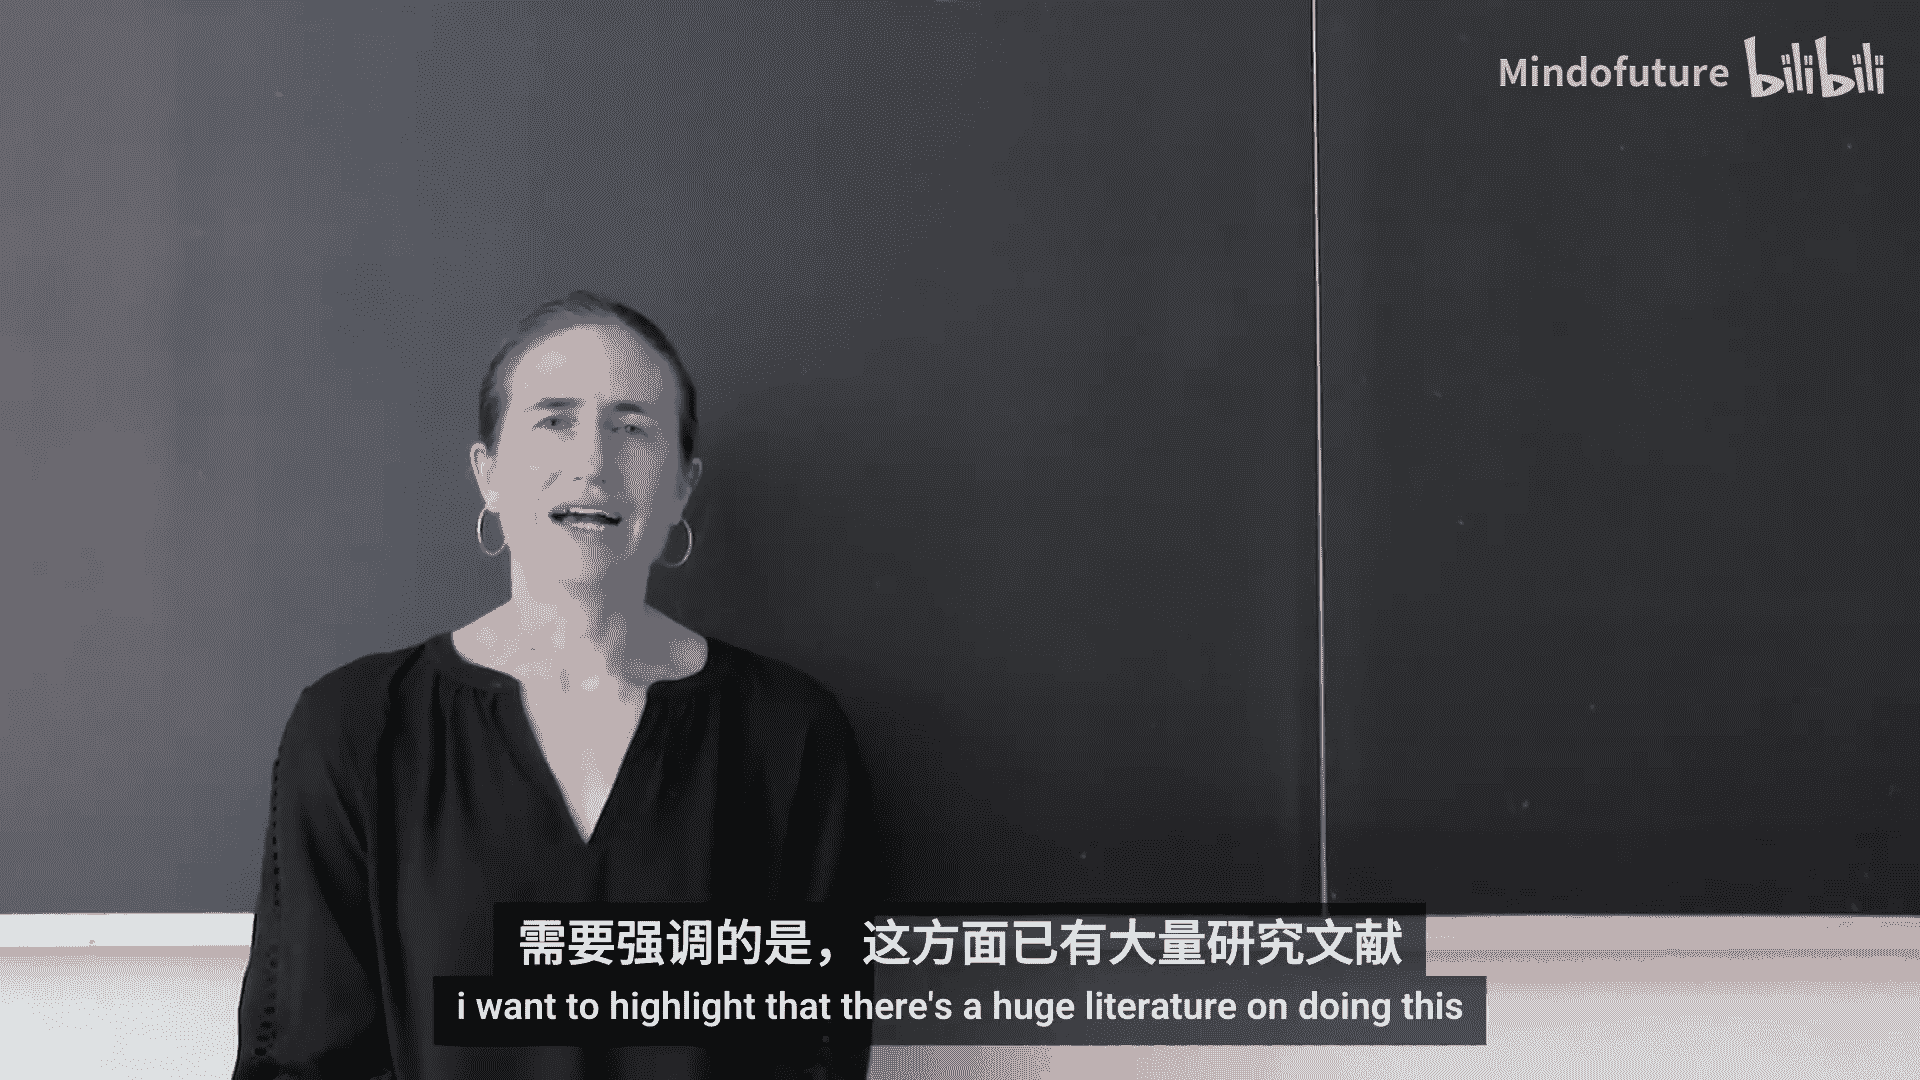 Mindofuture bilibili
需要强调的是，这方面已有大量研究文献
i want to highlight that there's a huge literature on doing this